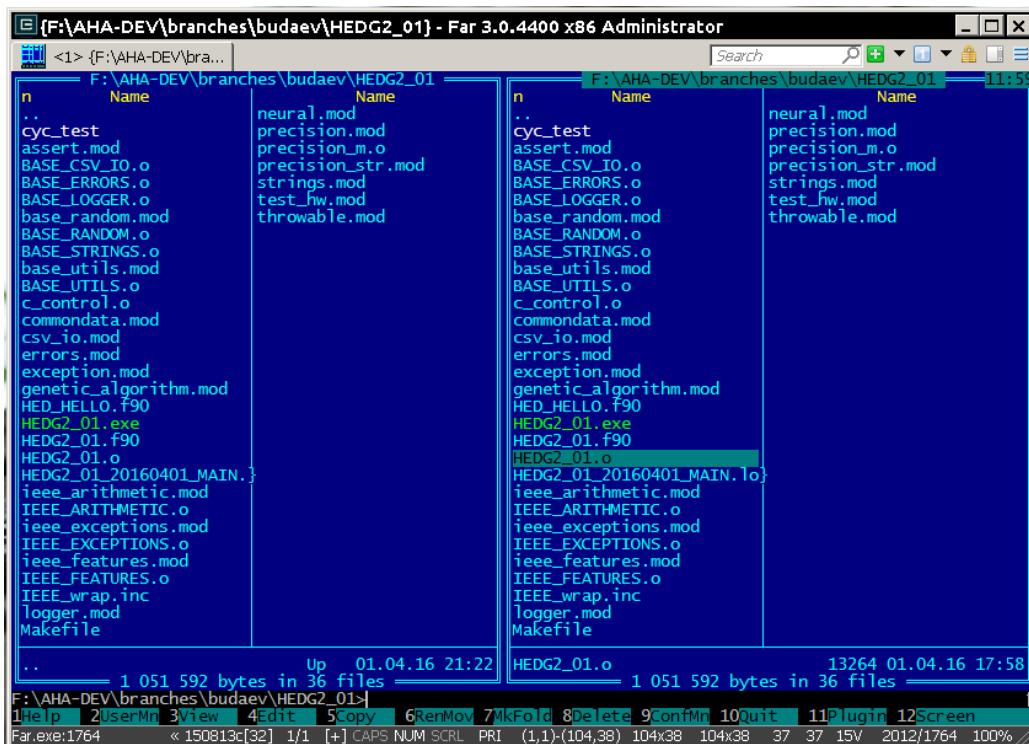 {F:\AHA-DEV\branches\budaev\HEDG2_01} - Far 3.0.4400 x86 Administrator
<1> {F:\AHA-DEV\bra... Search
F:\AHA-DEV\branches\budaev\HEDG2_01 F:\AHA-DEV\branches\budaev\HEDG2_01 11:59
n Name Name n Name Name
.. neural.mod .. neural.mod
cyc_test precision.mod cyc_test precision.mod
assert.mod precision_m.o assert.mod precision_m.o
BASE_CSV_IO.o precision_str.mod BASE_CSV_IO.o precision_str.mod
BASE_ERRORS.o strings.mod BASE_ERRORS.o strings.mod
BASE_LOGGER.o test_hw.mod BASE_LOGGER.o test_hw.mod
base_random.mod throwable.mod base_random.mod throwable.mod
BASE_RANDOM.o BASE_RANDOM.o
BASE_STRINGS.o BASE_STRINGS.o
base_utils.mod base_utils.mod
BASE_UTILS.o BASE_UTILS.o
c_control.o c_control.o
commondata.mod commondata.mod
csv_io.mod csv_io.mod
errors.mod errors.mod
exception.mod exception.mod
genetic_algorithm.mod genetic_algorithm.mod
HED_HELLO.f90 HED_HELLO.f90
HEDG2_01.exe HEDG2_01.exe
HEDG2_01.f90 HEDG2_01.f90
HEDG2_01.o HEDG2_01.o
HEDG2_01_20160401_MAIN.} HEDG2_01_20160401_MAIN.lo}
ieee_arithmetic.mod ieee_arithmetic.mod
IEEE_ARITHMETIC.o IEEE_ARITHMETIC.o
ieee_exceptions.mod ieee_exceptions.mod
IEEE_EXCEPTIONS.o IEEE_EXCEPTIONS.o
ieee_features.mod ieee_features.mod
IEEE_FEATURES.o IEEE_FEATURES.o
IEEE_wrap.inc IEEE_wrap.inc
logger.mod logger.mod
Makefile Makefile
.. Up 01.04.16 21:22 HEDG2_01.o 13264 01.04.16 17:58
1 051 592 bytes in 36 files 1 051 592 bytes in 36 files
F:\AHA-DEV\branches\budaev\HEDG2_01>
1Help 2UserMn 3View 4Edit 5Copy 6RenMov 7MkFold 8Delete 9ConfMn 10Quit 11Plugin 12Screen
Far.exe:1764 « 150813c[32] 1/1 [+] CAPS NUM SCRL PRI (1,1)-(104,38) 104x38 104x38 37 37 15V 2012/1764 100%